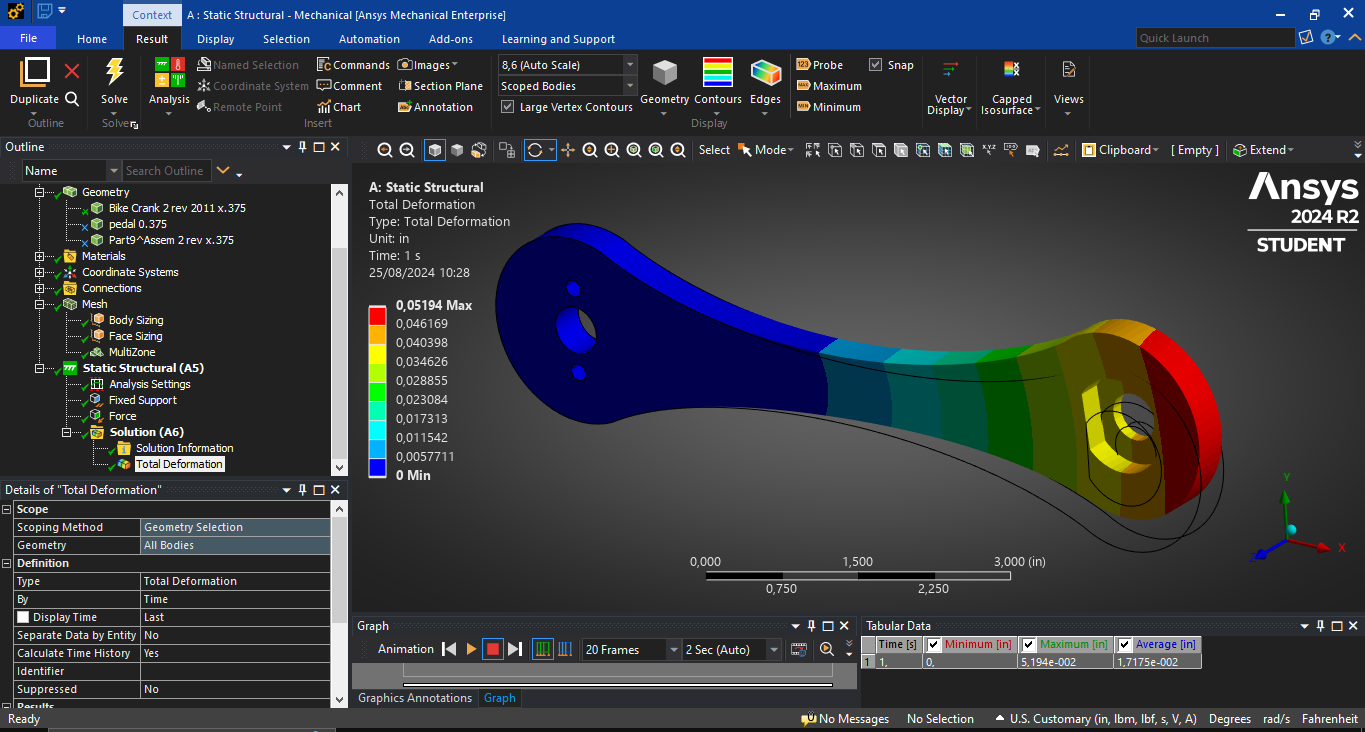 Context
A : Static Structural - Mechanical [Ansys Mechanical Enterprise]
File Home Result Display Selection Automation Add-ons Learning and Support
Quick Launch
Duplicate
Outline
Solve
Solve
Analysis
Named Selection
Coordinate System
Remote Point
Commands
Comment
Chart
Images
Section Plane
Annotation
Insert
8,6 (Auto Scale)
Scoped Bodies
Large Vertex Contours
Geometry
Contours
Edges
Display
Probe
Maximum
Minimum
Snap
Vector
Display
Capped
Isosurface
Views
Outline
Name
Search Outline
Select Mode
Clipboard
[ Empty ]
Extend
Geometry
Bike Crank 2 rev 2011 x.375
pedal 0.375
Part9^Assem 2 rev x.375
Materials
Coordinate Systems
Connections
Mesh
Body Sizing
Face Sizing
MultiZone
Static Structural (A5)
Analysis Settings
Fixed Support
Force
Solution (A6)
Solution Information
Total Deformation
Details of "Total Deformation"
Scope
Scoping Method Geometry Selection
Geometry All Bodies
Definition
Type Total Deformation
By Time
Display Time Last
Separate Data by Entity No
Calculate Time History Yes
Identifier
Suppressed No
Results
A: Static Structural
Total Deformation
Type: Total Deformation
Unit: in
Time: 1 s
25/08/2024 10:28
0,05194 Max
0,046169
0,040398
0,034626
0,028855
0,023084
0,017313
0,011542
0,0057711
0 Min
Ansys
2024 R2
STUDENT
0,000 1,500 3,000 (in)
0,750 2,250
Y
X
Z
Graph
Animation
20 Frames
2 Sec (Auto)
Graphics Annotations Graph
Tabular Data
Time [s] Minimum [in] Maximum [in] Average [in]
1 1, 0, 5,194e-002 1,7175e-002
Ready
No Messages
No Selection
U.S. Customary (in, lbm, lbf, s, V, A)
Degrees
rad/s
Fahrenheit